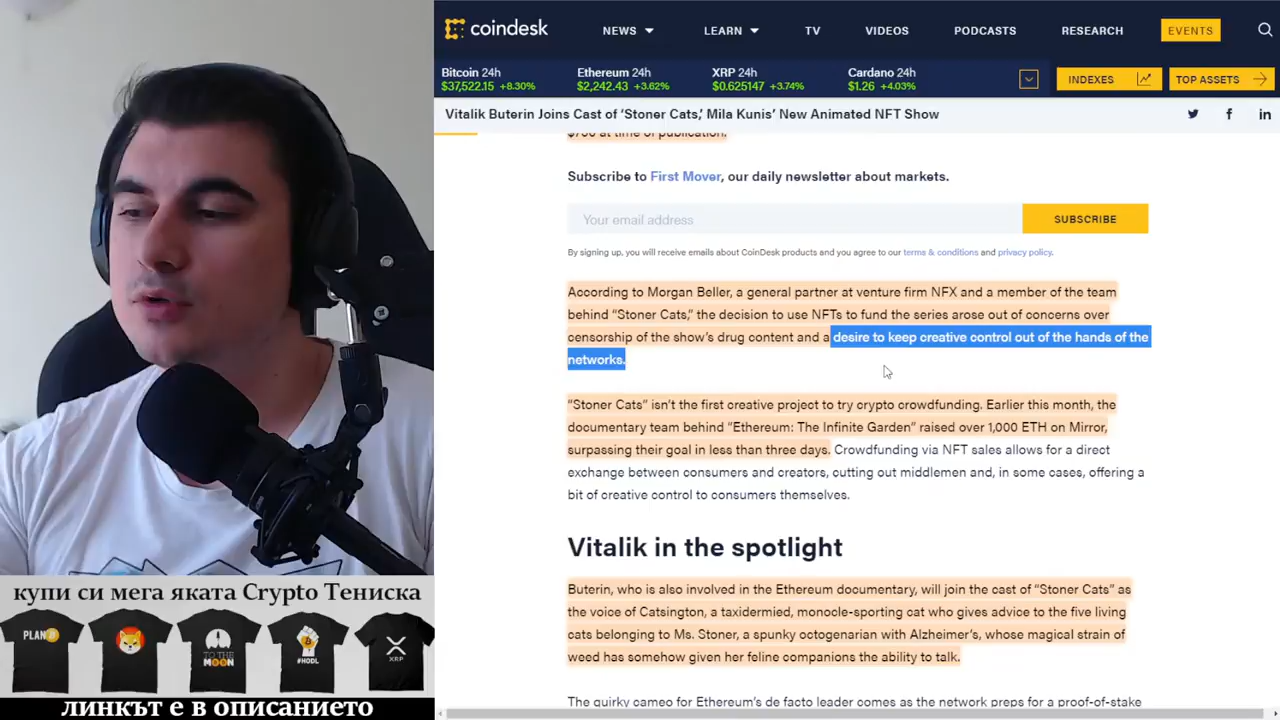 coindesk
NEWS
LEARN
TV
VIDEOS
PODCASTS
RESEARCH
EVENTS
Bitcoin 24h
$37,522.15 +8.30%
Ethereum 24h
$2,242.43 +3.62%
XRP 24h
$0.625147 +3.74%
Cardano 24h
$1.26 +4.03%
INDEXES
TOP ASSETS
Vitalik Buterin Joins Cast of ‘Stoner Cats,’ Mila Kunis’ New Animated NFT Show
at time of publication.
Subscribe to First Mover, our daily newsletter about markets.
Your email address
SUBSCRIBE
By signing up, you will receive emails about CoinDesk products and you agree to our terms & conditions and privacy policy.
According to Morgan Beller, a general partner at venture firm NFX and a member of the team
behind “Stoner Cats,” the decision to use NFTs to fund the series arose out of concerns over
censorship of the show’s drug content and a desire to keep creative control out of the hands of the
networks.
“Stoner Cats” isn’t the first creative project to try crypto crowdfunding. Earlier this month, the
documentary team behind “Ethereum: The Infinite Garden” raised over 1,000 ETH on Mirror,
surpassing their goal in less than three days. Crowdfunding via NFT sales allows for a direct
exchange between consumers and creators, cutting out middlemen and, in some cases, offering a
bit of creative control to consumers themselves.
Vitalik in the spotlight
Buterin, who is also involved in the Ethereum documentary, will join the cast of “Stoner Cats” as
the voice of Catsington, a taxidermied, monocle-sporting cat who gives advice to the five living
cats belonging to Ms. Stoner, a spunky octogenarian with Alzheimer’s, whose magical strain of
weed has somehow given her feline companions the ability to talk.
The quirky cameo for Ethereum’s de facto leader comes as the network preps for a proof-of-stake
купи си мега яката Crypto Тениска
PLAN
TO THE
MOON
#HODL
XRP
линкът е в описанието